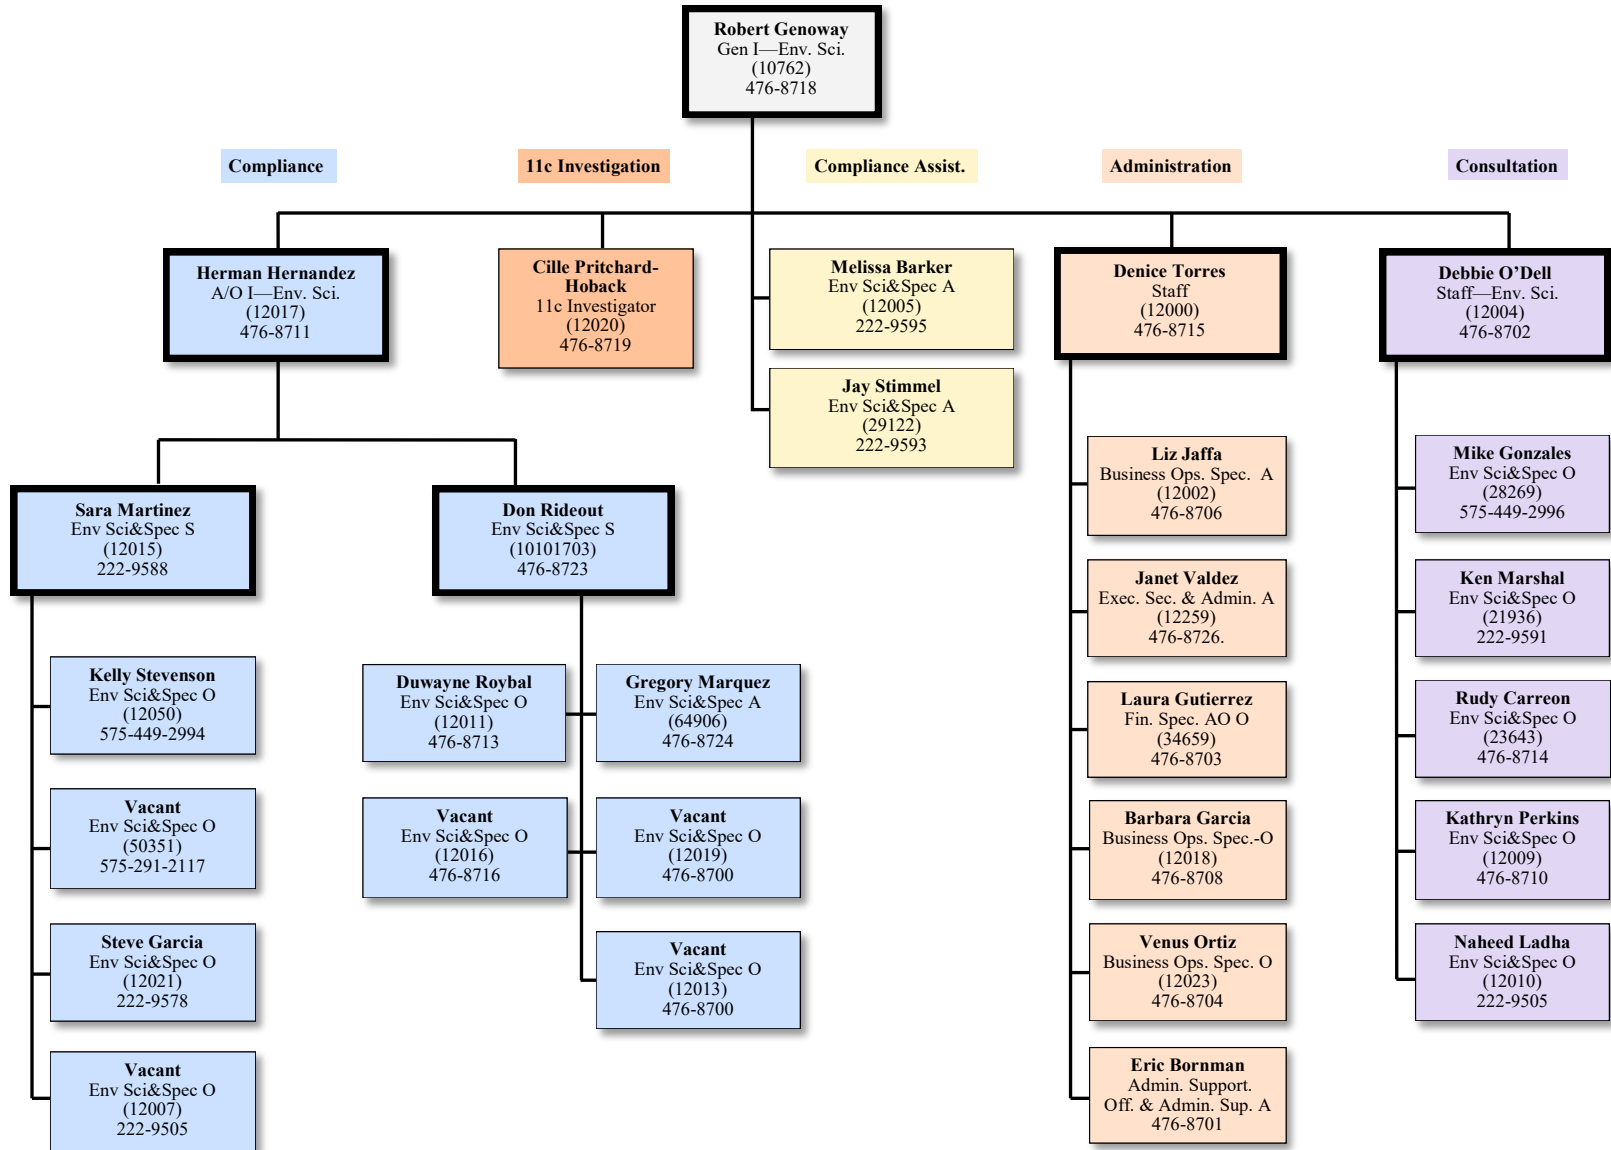 Robert Genoway
Gen I—Env. Sci.
(10762)
476-8718
Compliance
11c Investigation
Compliance Assist.
Administration
Consultation
Herman Hernandez
A/O I—Env. Sci.
(12017)
476-8711
Cille Pritchard-
Hoback
11c Investigator
(12020)
476-8719
Melissa Barker
Env Sci&Spec A
(12005)
222-9595
Jay Stimmel
Env Sci&Spec A
(29122)
222-9593
Denice Torres
Staff
(12000)
476-8715
Debbie O’Dell
Staff—Env. Sci.
(12004)
476-8702
Sara Martinez
Env Sci&Spec S
(12015)
222-9588
Don Rideout
Env Sci&Spec S
(10101703)
476-8723
Kelly Stevenson
Env Sci&Spec O
(12050)
575-449-2994
Vacant
Env Sci&Spec O
(50351)
575-291-2117
Steve Garcia
Env Sci&Spec O
(12021)
222-9578
Vacant
Env Sci&Spec O
(12007)
222-9505
Duwayne Roybal
Env Sci&Spec O
(12011)
476-8713
Gregory Marquez
Env Sci&Spec A
(64906)
476-8724
Vacant
Env Sci&Spec O
(12016)
476-8716
Vacant
Env Sci&Spec O
(12019)
476-8700
Vacant
Env Sci&Spec O
(12013)
476-8700
Liz Jaffa
Business Ops. Spec. A
(12002)
476-8706
Janet Valdez
Exec. Sec. & Admin. A
(12259)
476-8726.
Laura Gutierrez
Fin. Spec. AO O
(34659)
476-8703
Barbara Garcia
Business Ops. Spec.-O
(12018)
476-8708
Venus Ortiz
Business Ops. Spec. O
(12023)
476-8704
Eric Bornman
Admin. Support.
Off. & Admin. Sup. A
476-8701
Mike Gonzales
Env Sci&Spec O
(28269)
575-449-2996
Ken Marshal
Env Sci&Spec O
(21936)
222-9591
Rudy Carreon
Env Sci&Spec O
(23643)
476-8714
Kathryn Perkins
Env Sci&Spec O
(12009)
476-8710
Naheed Ladha
Env Sci&Spec O
(12010)
222-9505